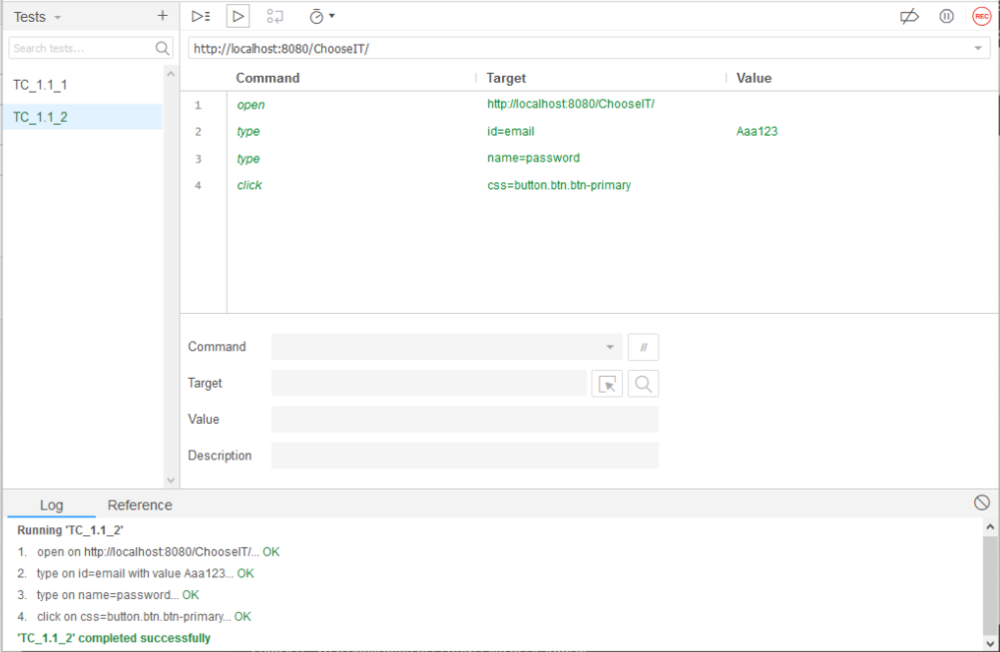 Tests
+
Search tests...
TC_1.1_1
TC_1.1_2
REC
http://localhost:8080/ChooseIT/
Command Target Value
1 open http://localhost:8080/ChooseIT/
2 type id=email Aaa123
3 type name=password
4 click css=button.btn.btn-primary
Command
//
Target
Value
Description
Log Reference
Running 'TC_1.1_2'
1. open on http://localhost:8080/ChooseIT/... OK
2. type on id=email with value Aaa123... OK
3. type on name=password... OK
4. click on css=button.btn.btn-primary... OK
'TC_1.1_2' completed successfully